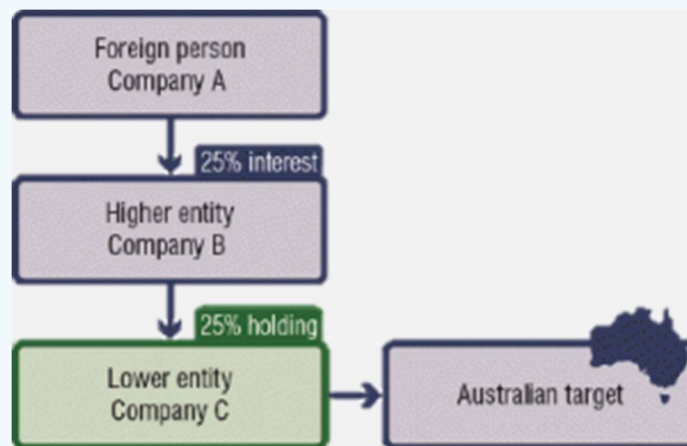 Foreign person
Company A
25% interest
Higher entity
Company B
25% holding
Lower entity
Company C
Australian target